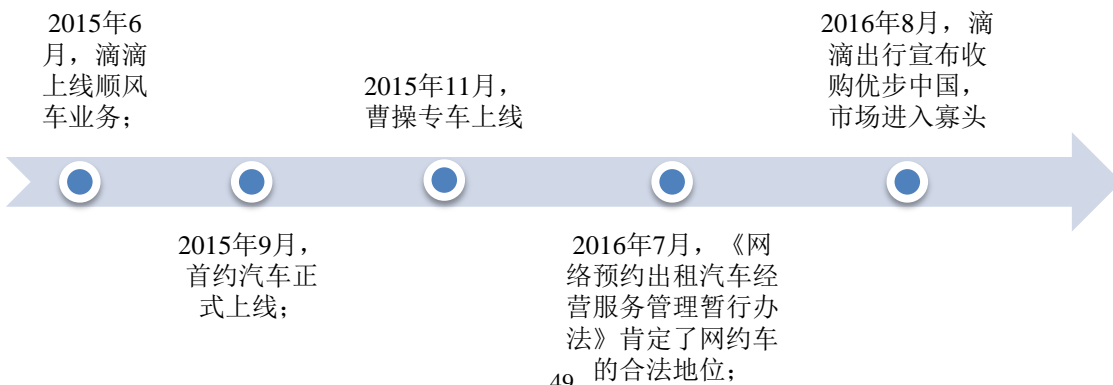 2015年6
月，滴滴
上线顺风
车业务；
2015年9月，
首约汽车正
式上线；
2015年11月，
曹操专车上线
2016年7月，《网
络预约出租汽车经
营服务管理暂行办
法》肯定了网约车
的合法地位；
2016年8月，滴
滴出行宣布收
购优步中国，
市场进入寡头
49